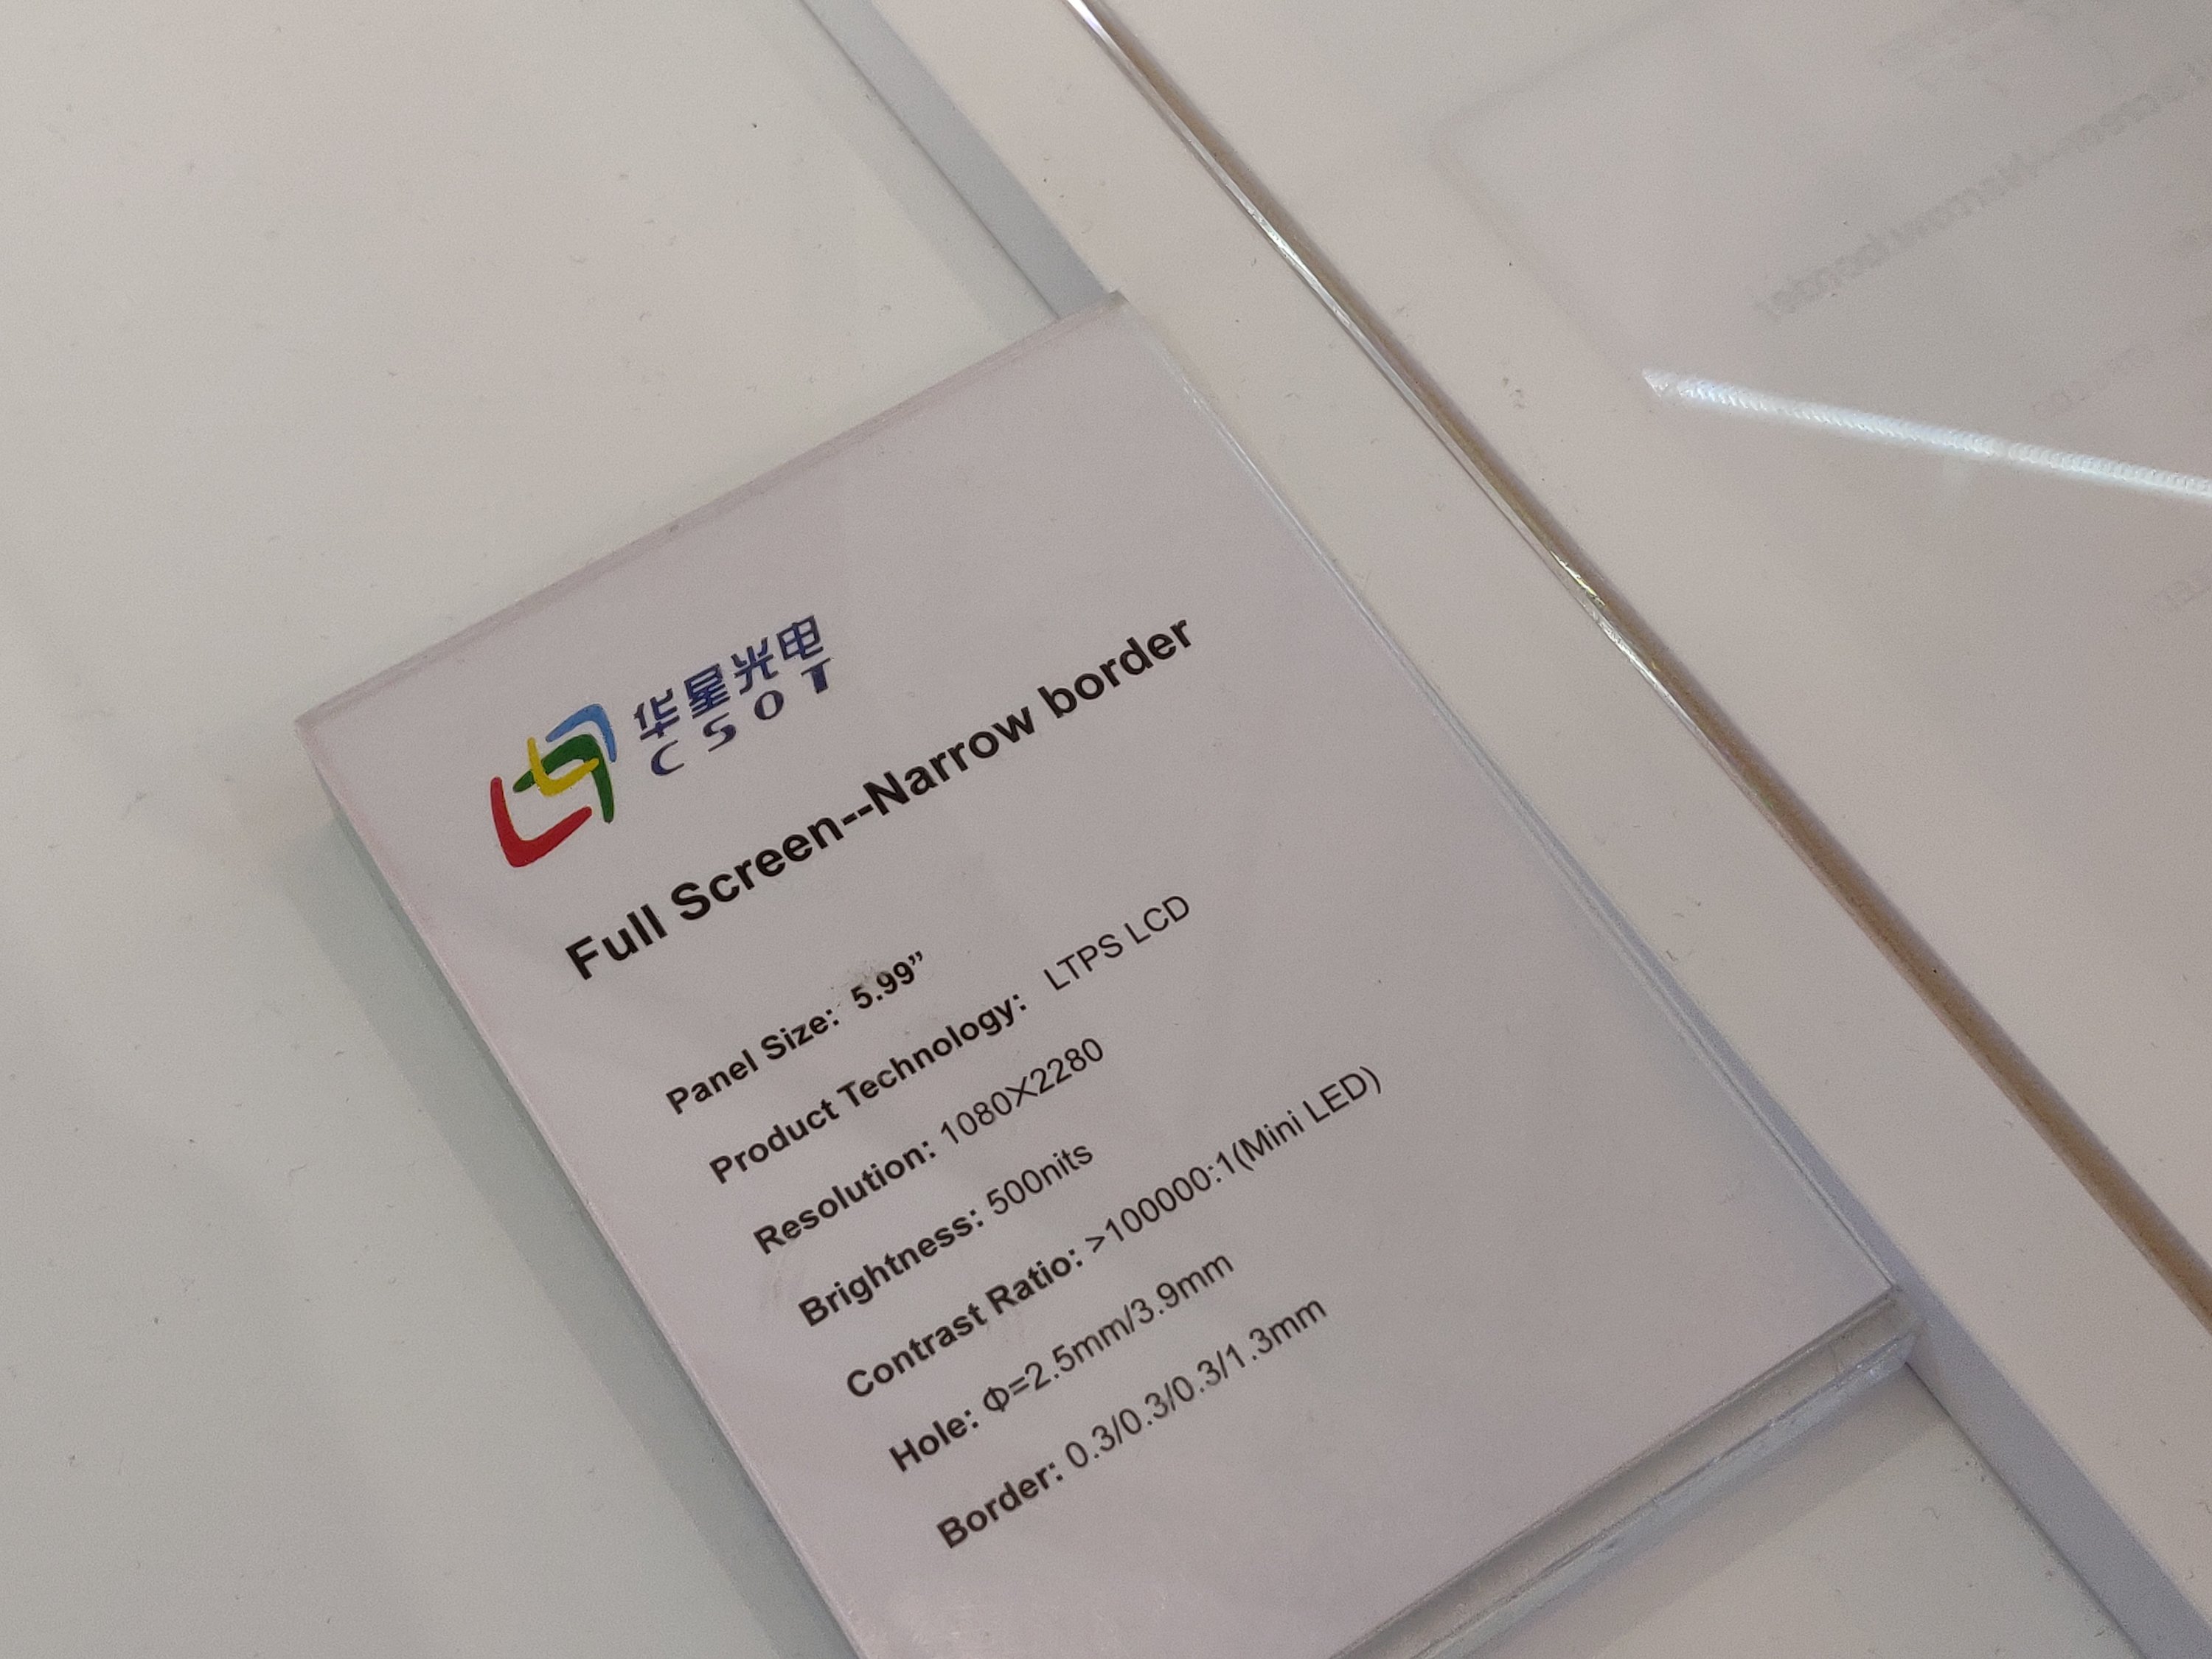 华星光电
CSOT
Full Screen--Narrow border
Panel Size: 5.99”
Product Technology: LTPS LCD
Resolution: 1080X2280
Brightness: 500nits
Contrast Ratio: >100000:1(Mini LED)
Hole: Φ=2.5mm/3.9mm
Border: 0.3/0.3/0.3/1.3mm